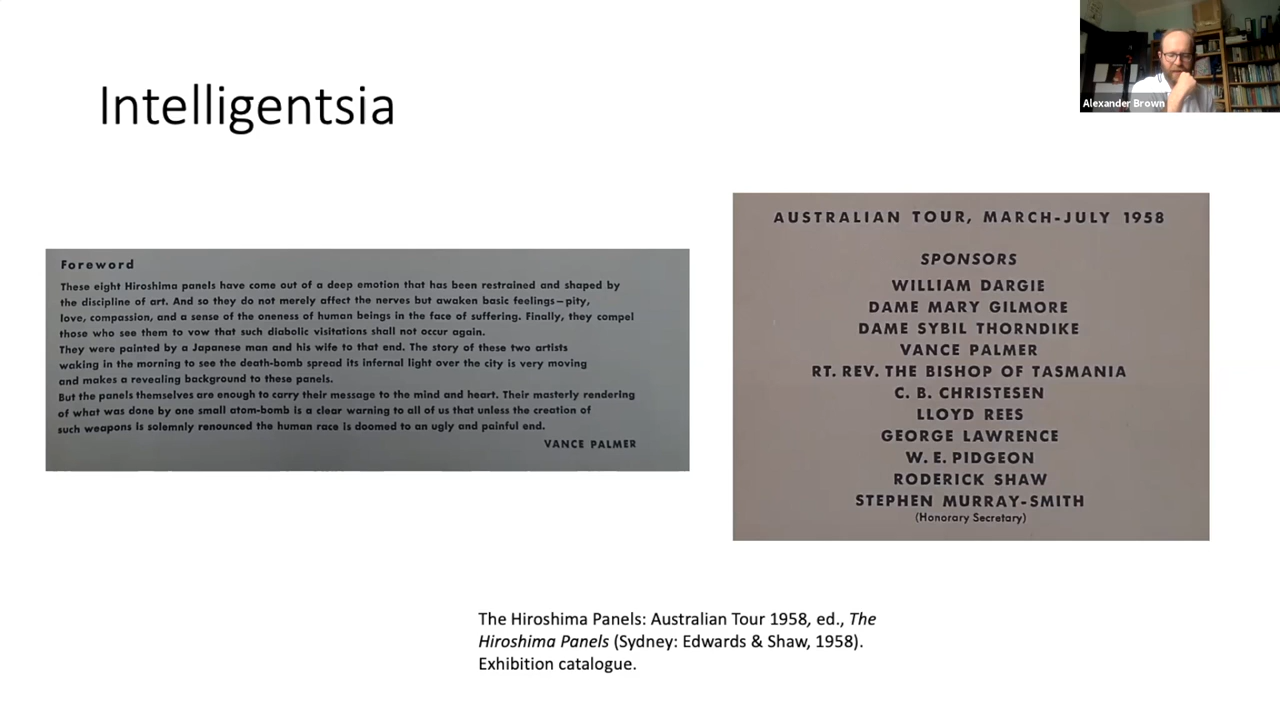 Intelligentsia
Alexander Brown
Foreword
These eight Hiroshima panels have come out of a deep emotion that has been restrained and shaped by
the discipline of art. And so they do not merely affect the nerves but awaken basic feelings—pity,
love, compassion, and a sense of the oneness of human beings in the face of suffering. Finally, they compel
those who see them to vow that such diabolic visitations shall not occur again.
They were painted by a Japanese man and his wife to that end. The story of these two artists
waking in the morning to see the death-bomb spread its infernal light over the city is very moving
and makes a revealing background to these panels.
But the panels themselves are enough to carry their message to the mind and heart. Their masterly rendering
of what was done by one small atom-bomb is a clear warning to all of us that unless the creation of
such weapons is solemnly renounced the human race is doomed to an ugly and painful end.
VANCE PALMER
AUSTRALIAN TOUR, MARCH-JULY 1958
SPONSORS
WILLIAM DARGIE
DAME MARY GILMORE
DAME SYBIL THORNDIKE
VANCE PALMER
RT. REV. THE BISHOP OF TASMANIA
C. B. CHRISTESEN
LLOYD REES
GEORGE LAWRENCE
W. E. PIDGEON
RODERICK SHAW
STEPHEN MURRAY-SMITH
(Honorary Secretary)
The Hiroshima Panels: Australian Tour 1958, ed., The
Hiroshima Panels (Sydney: Edwards & Shaw, 1958).
Exhibition catalogue.